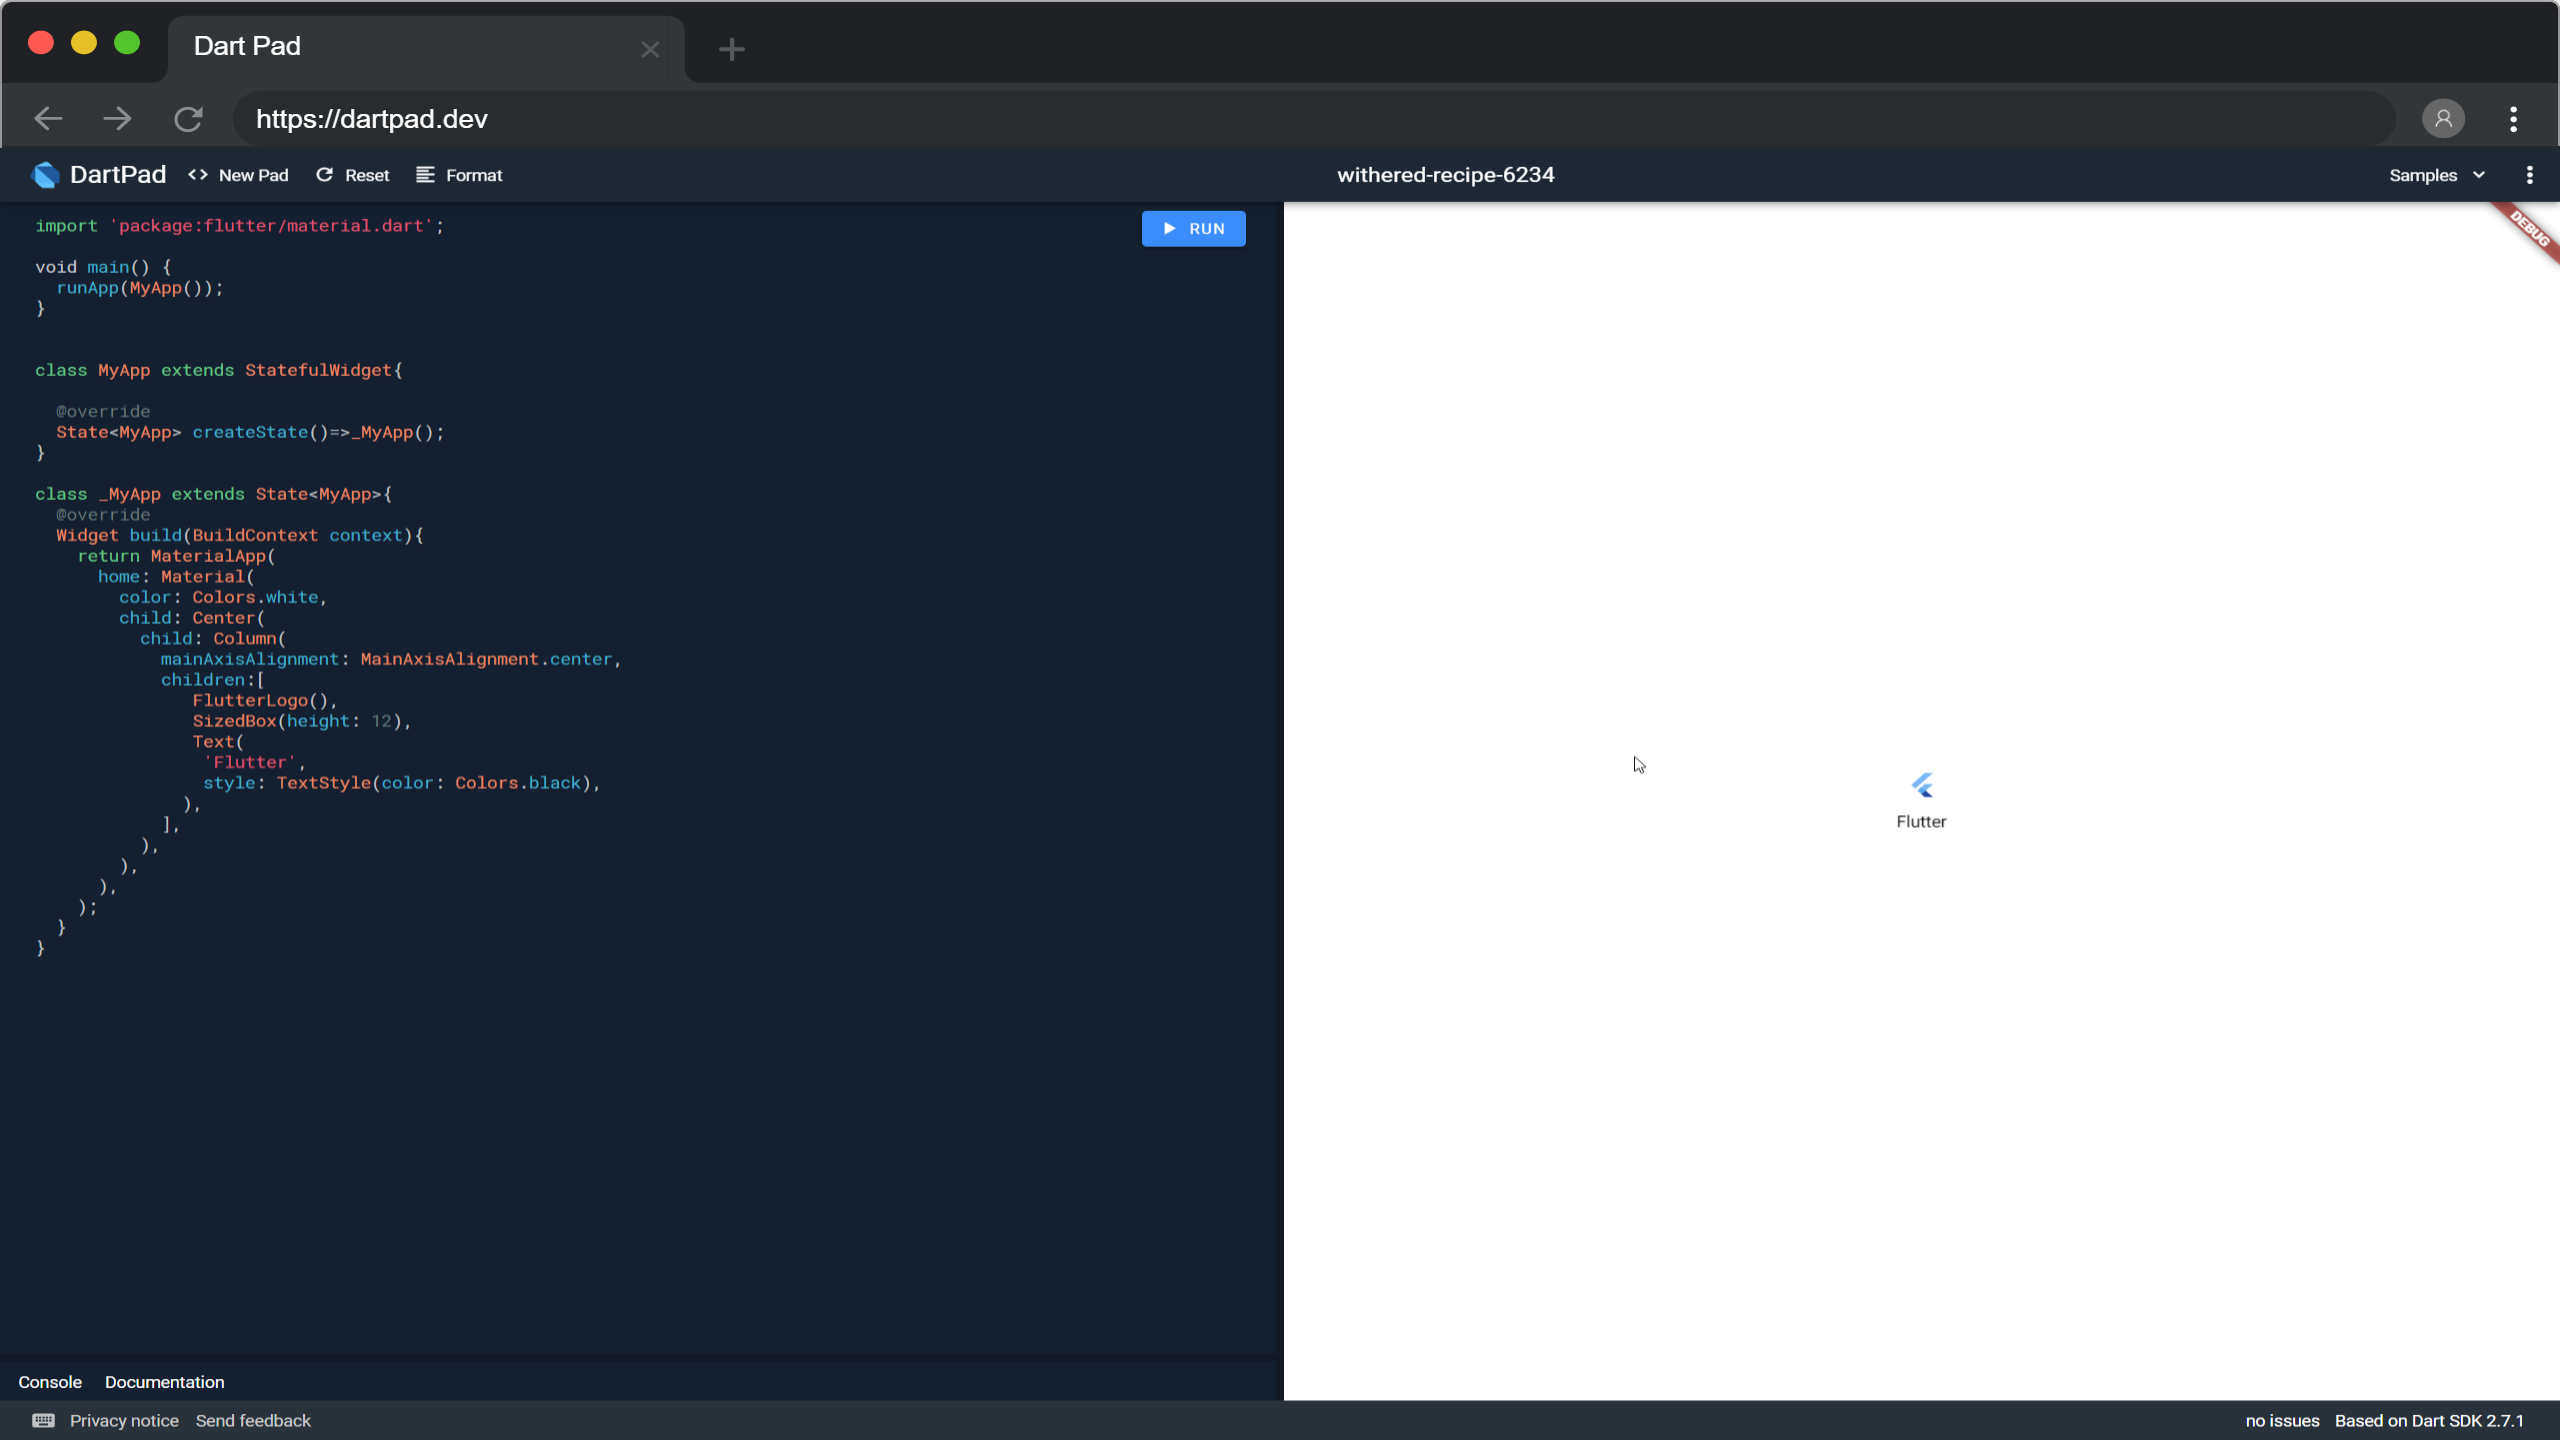 Dart Pad
https://dartpad.dev
DartPad <> New Pad Reset Format withered-recipe-6234 Samples
RUN
DEBUG
import 'package:flutter/material.dart';
void main() {
  runApp(MyApp());
}
class MyApp extends StatefulWidget{
  @override
  State<MyApp> createState()=>_MyApp();
}
class _MyApp extends State<MyApp>{
  @override
  Widget build(BuildContext context){
    return MaterialApp(
      home: Material(
        color: Colors.white,
        child: Center(
          child: Column(
            mainAxisAlignment: MainAxisAlignment.center,
            children:[
               FlutterLogo(),
               SizedBox(height: 12),
               Text(
                'Flutter',
                style: TextStyle(color: Colors.black),
              ),
            ],
          ),
        ),
      ),
    );
  }
}
Flutter
Console Documentation
Privacy notice Send feedback no issues Based on Dart SDK 2.7.1